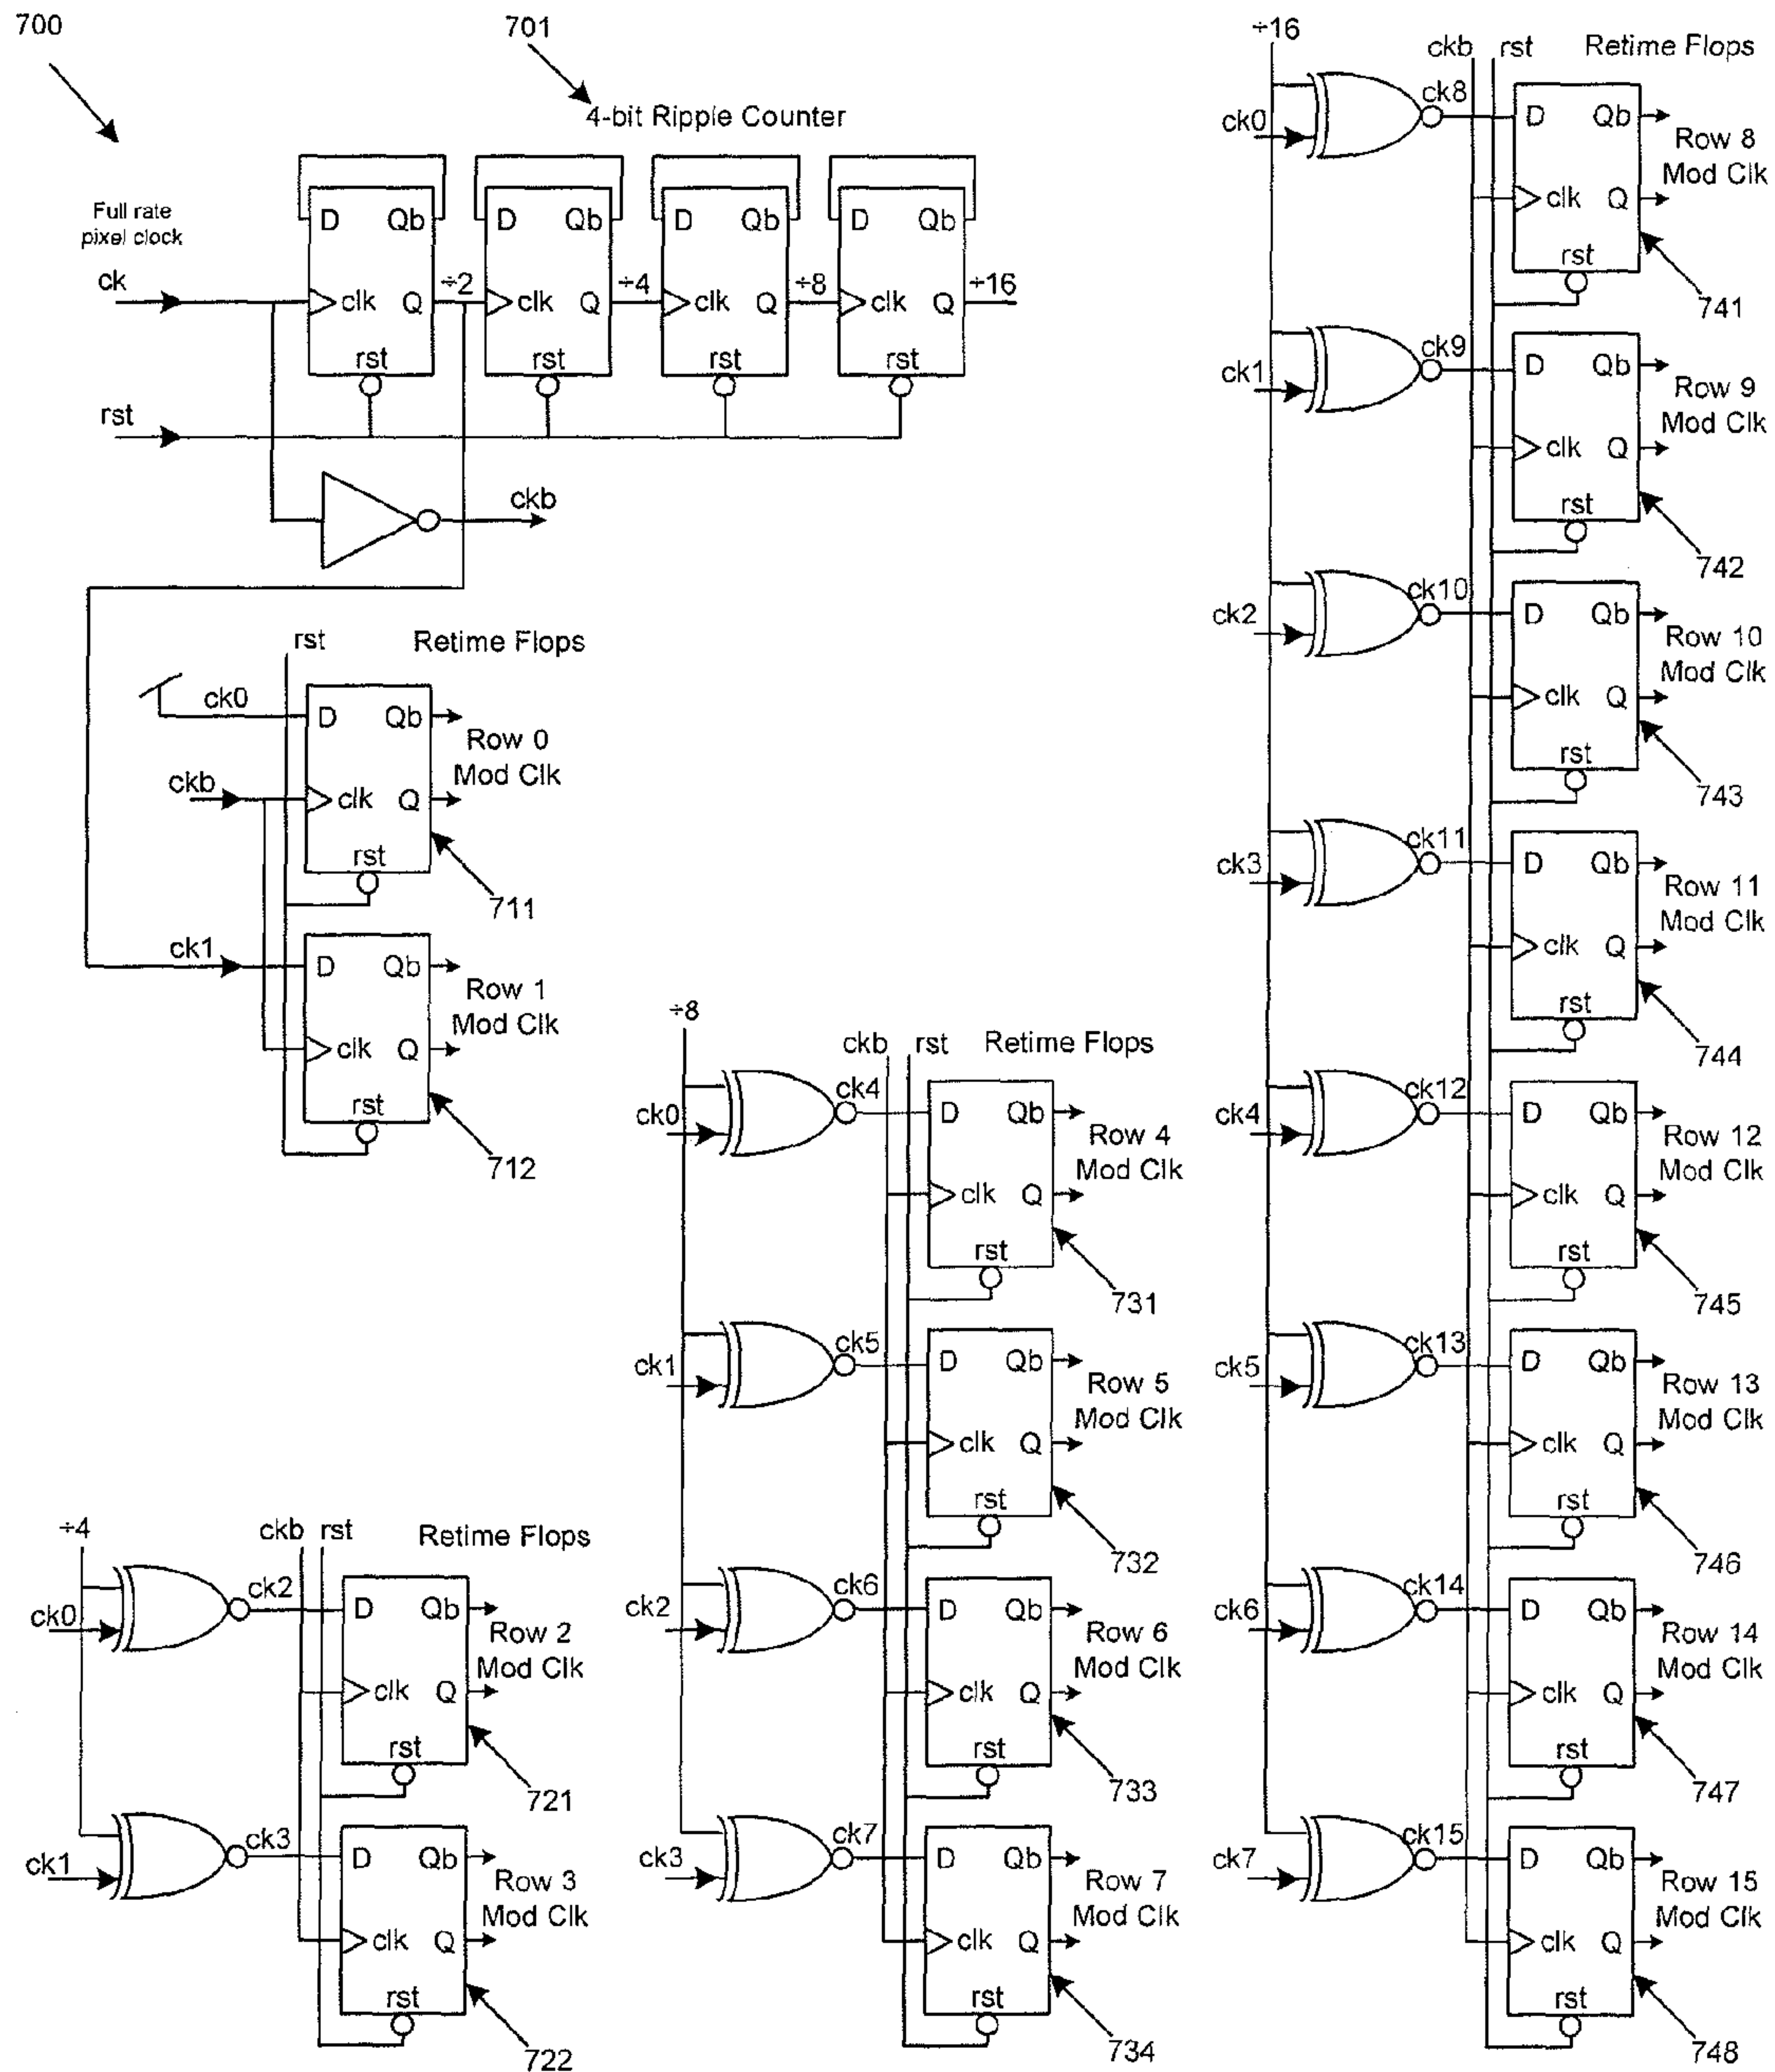 700
701
4-bit Ripple Counter
Full rate
pixel clock
ck
D Qb
clk Q
rst
÷2
D Qb
clk Q
rst
÷4
D Qb
clk Q
rst
÷8
D Qb
clk Q
rst
÷16
rst
ckb
rst Retime Flops
ck0
D Qb
Row 0
Mod Clk
ckb
clk Q
rst
711
ck1
D Qb
Row 1
Mod Clk
clk Q
rst
712
÷4
ckb rst Retime Flops
ck0
ck2
D Qb
Row 2
Mod Clk
clk Q
rst
721
ck1
ck3
D Qb
Row 3
Mod Clk
clk Q
rst
722
÷8
ckb rst Retime Flops
ck0
ck4
D Qb
Row 4
Mod Clk
clk Q
rst
731
ck1
ck5
D Qb
Row 5
Mod Clk
clk Q
rst
732
ck2
ck6
D Qb
Row 6
Mod Clk
clk Q
rst
733
ck3
ck7
D Qb
Row 7
Mod Clk
clk Q
rst
734
÷16
ckb rst Retime Flops
ck0
ck8
D Qb
Row 8
Mod Clk
clk Q
rst
741
ck1
ck9
D Qb
Row 9
Mod Clk
clk Q
rst
742
ck2
ck10
D Qb
Row 10
Mod Clk
clk Q
rst
743
ck3
ck11
D Qb
Row 11
Mod Clk
clk Q
rst
744
ck4
ck12
D Qb
Row 12
Mod Clk
clk Q
rst
745
ck5
ck13
D Qb
Row 13
Mod Clk
clk Q
rst
746
ck6
ck14
D Qb
Row 14
Mod Clk
clk Q
rst
747
ck7
ck15
D Qb
Row 15
Mod Clk
clk Q
rst
748